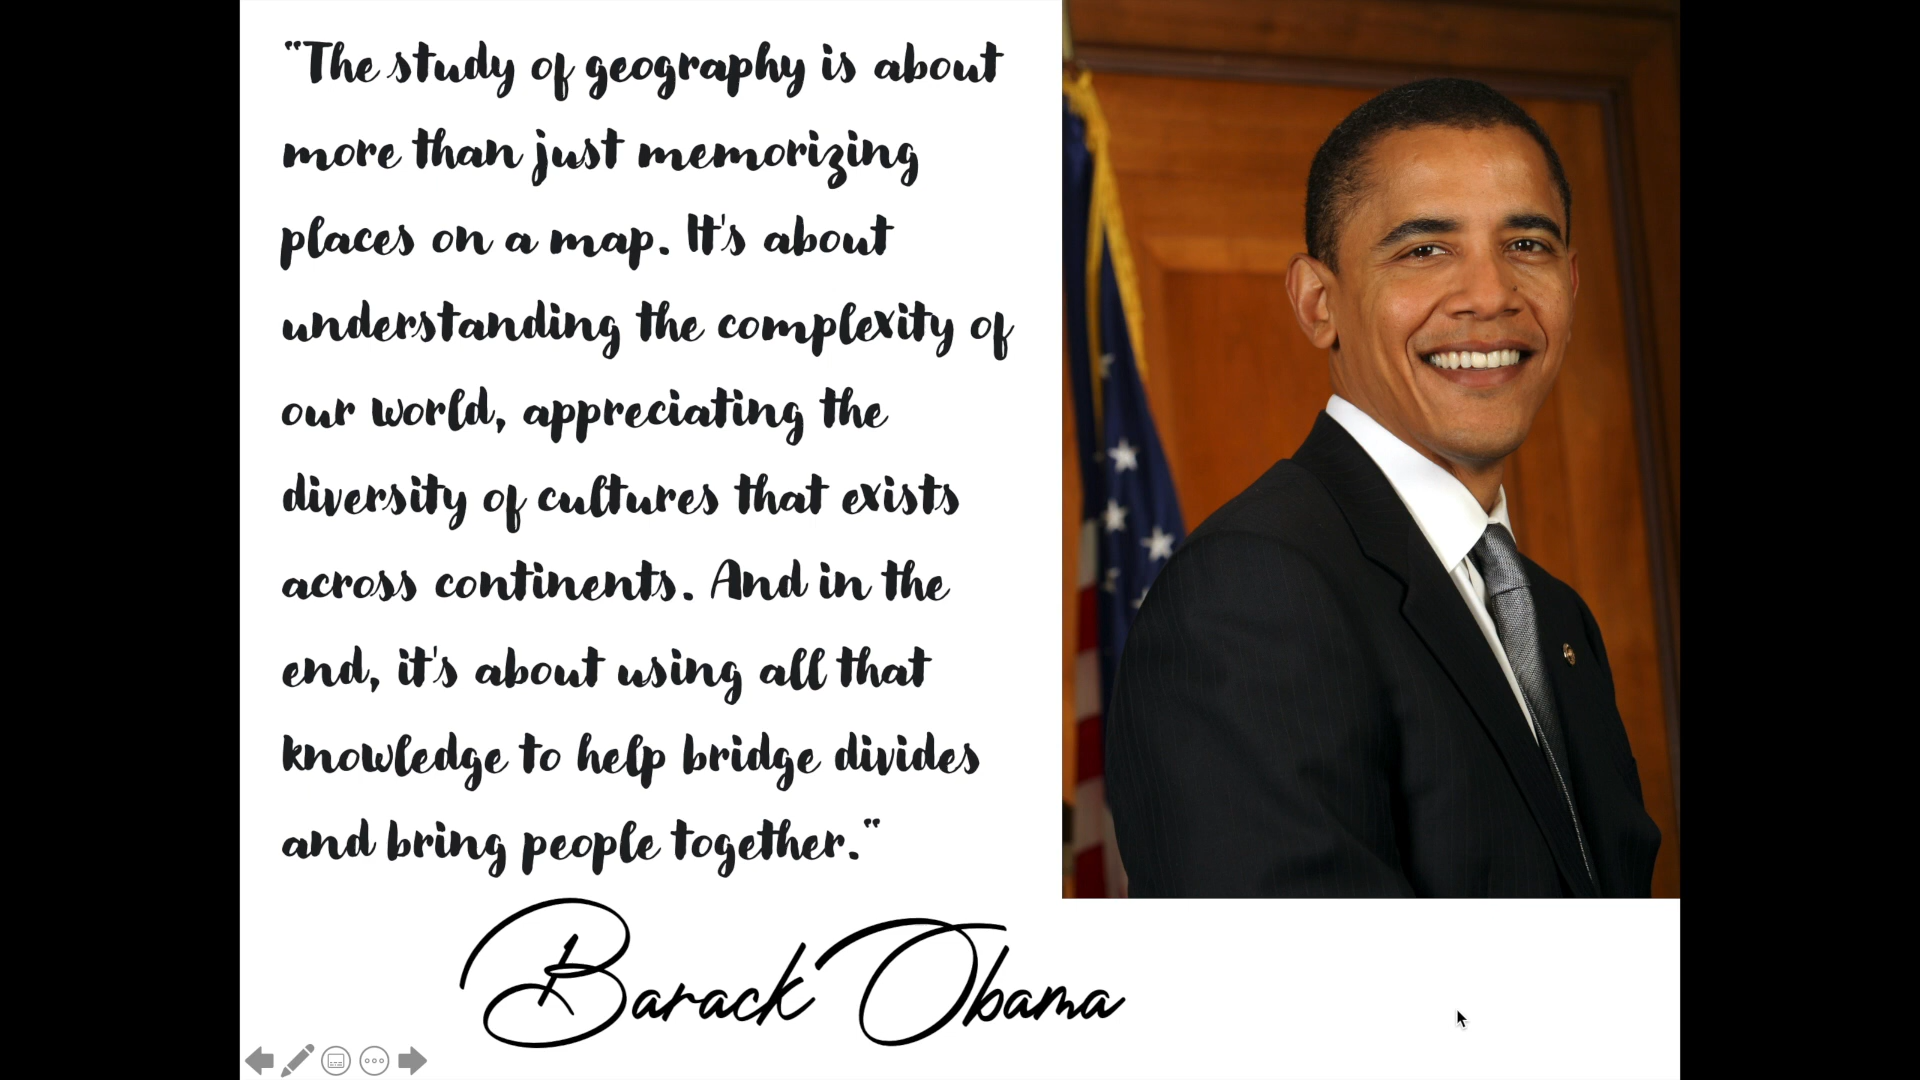 "The study of geography is about
more than just memorizing
places on a map. It's about
understanding the complexity of
our world, appreciating the
diversity of cultures that exists
across continents. And in the
end, it's about using all that
knowledge to help bridge divides
and bring people together."
Barack Obama